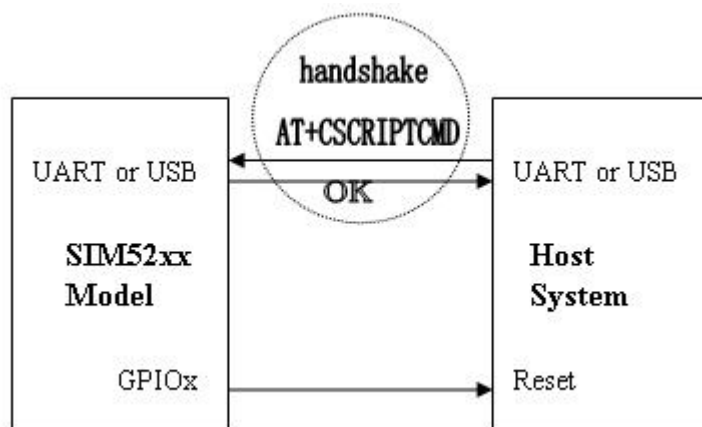 handshake
AT+CSCRIPTCMD
OK
UART or USB
SIM52xx
Model
GPIOx
UART or USB
Host
System
Reset